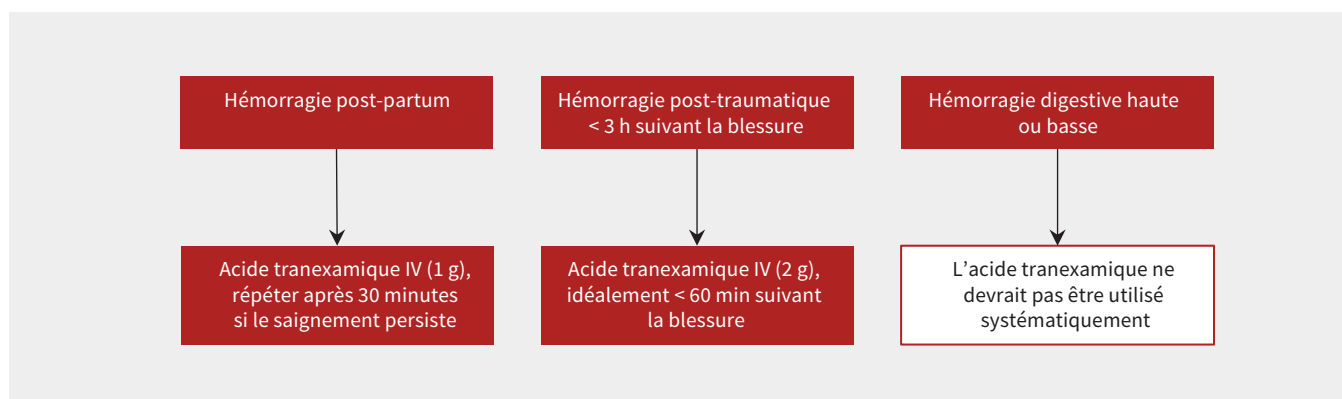 Hémorragie post-partum
Hémorragie post-traumatique
< 3 h suivant la blessure
Hémorragie digestive haute
ou basse
Acide tranexamique IV (1 g),
répéter après 30 minutes
si le saignement persiste
Acide tranexamique IV (2 g),
idéalement < 60 min suivant
la blessure
L’acide tranexamique ne
devrait pas être utilisé
systématiquement